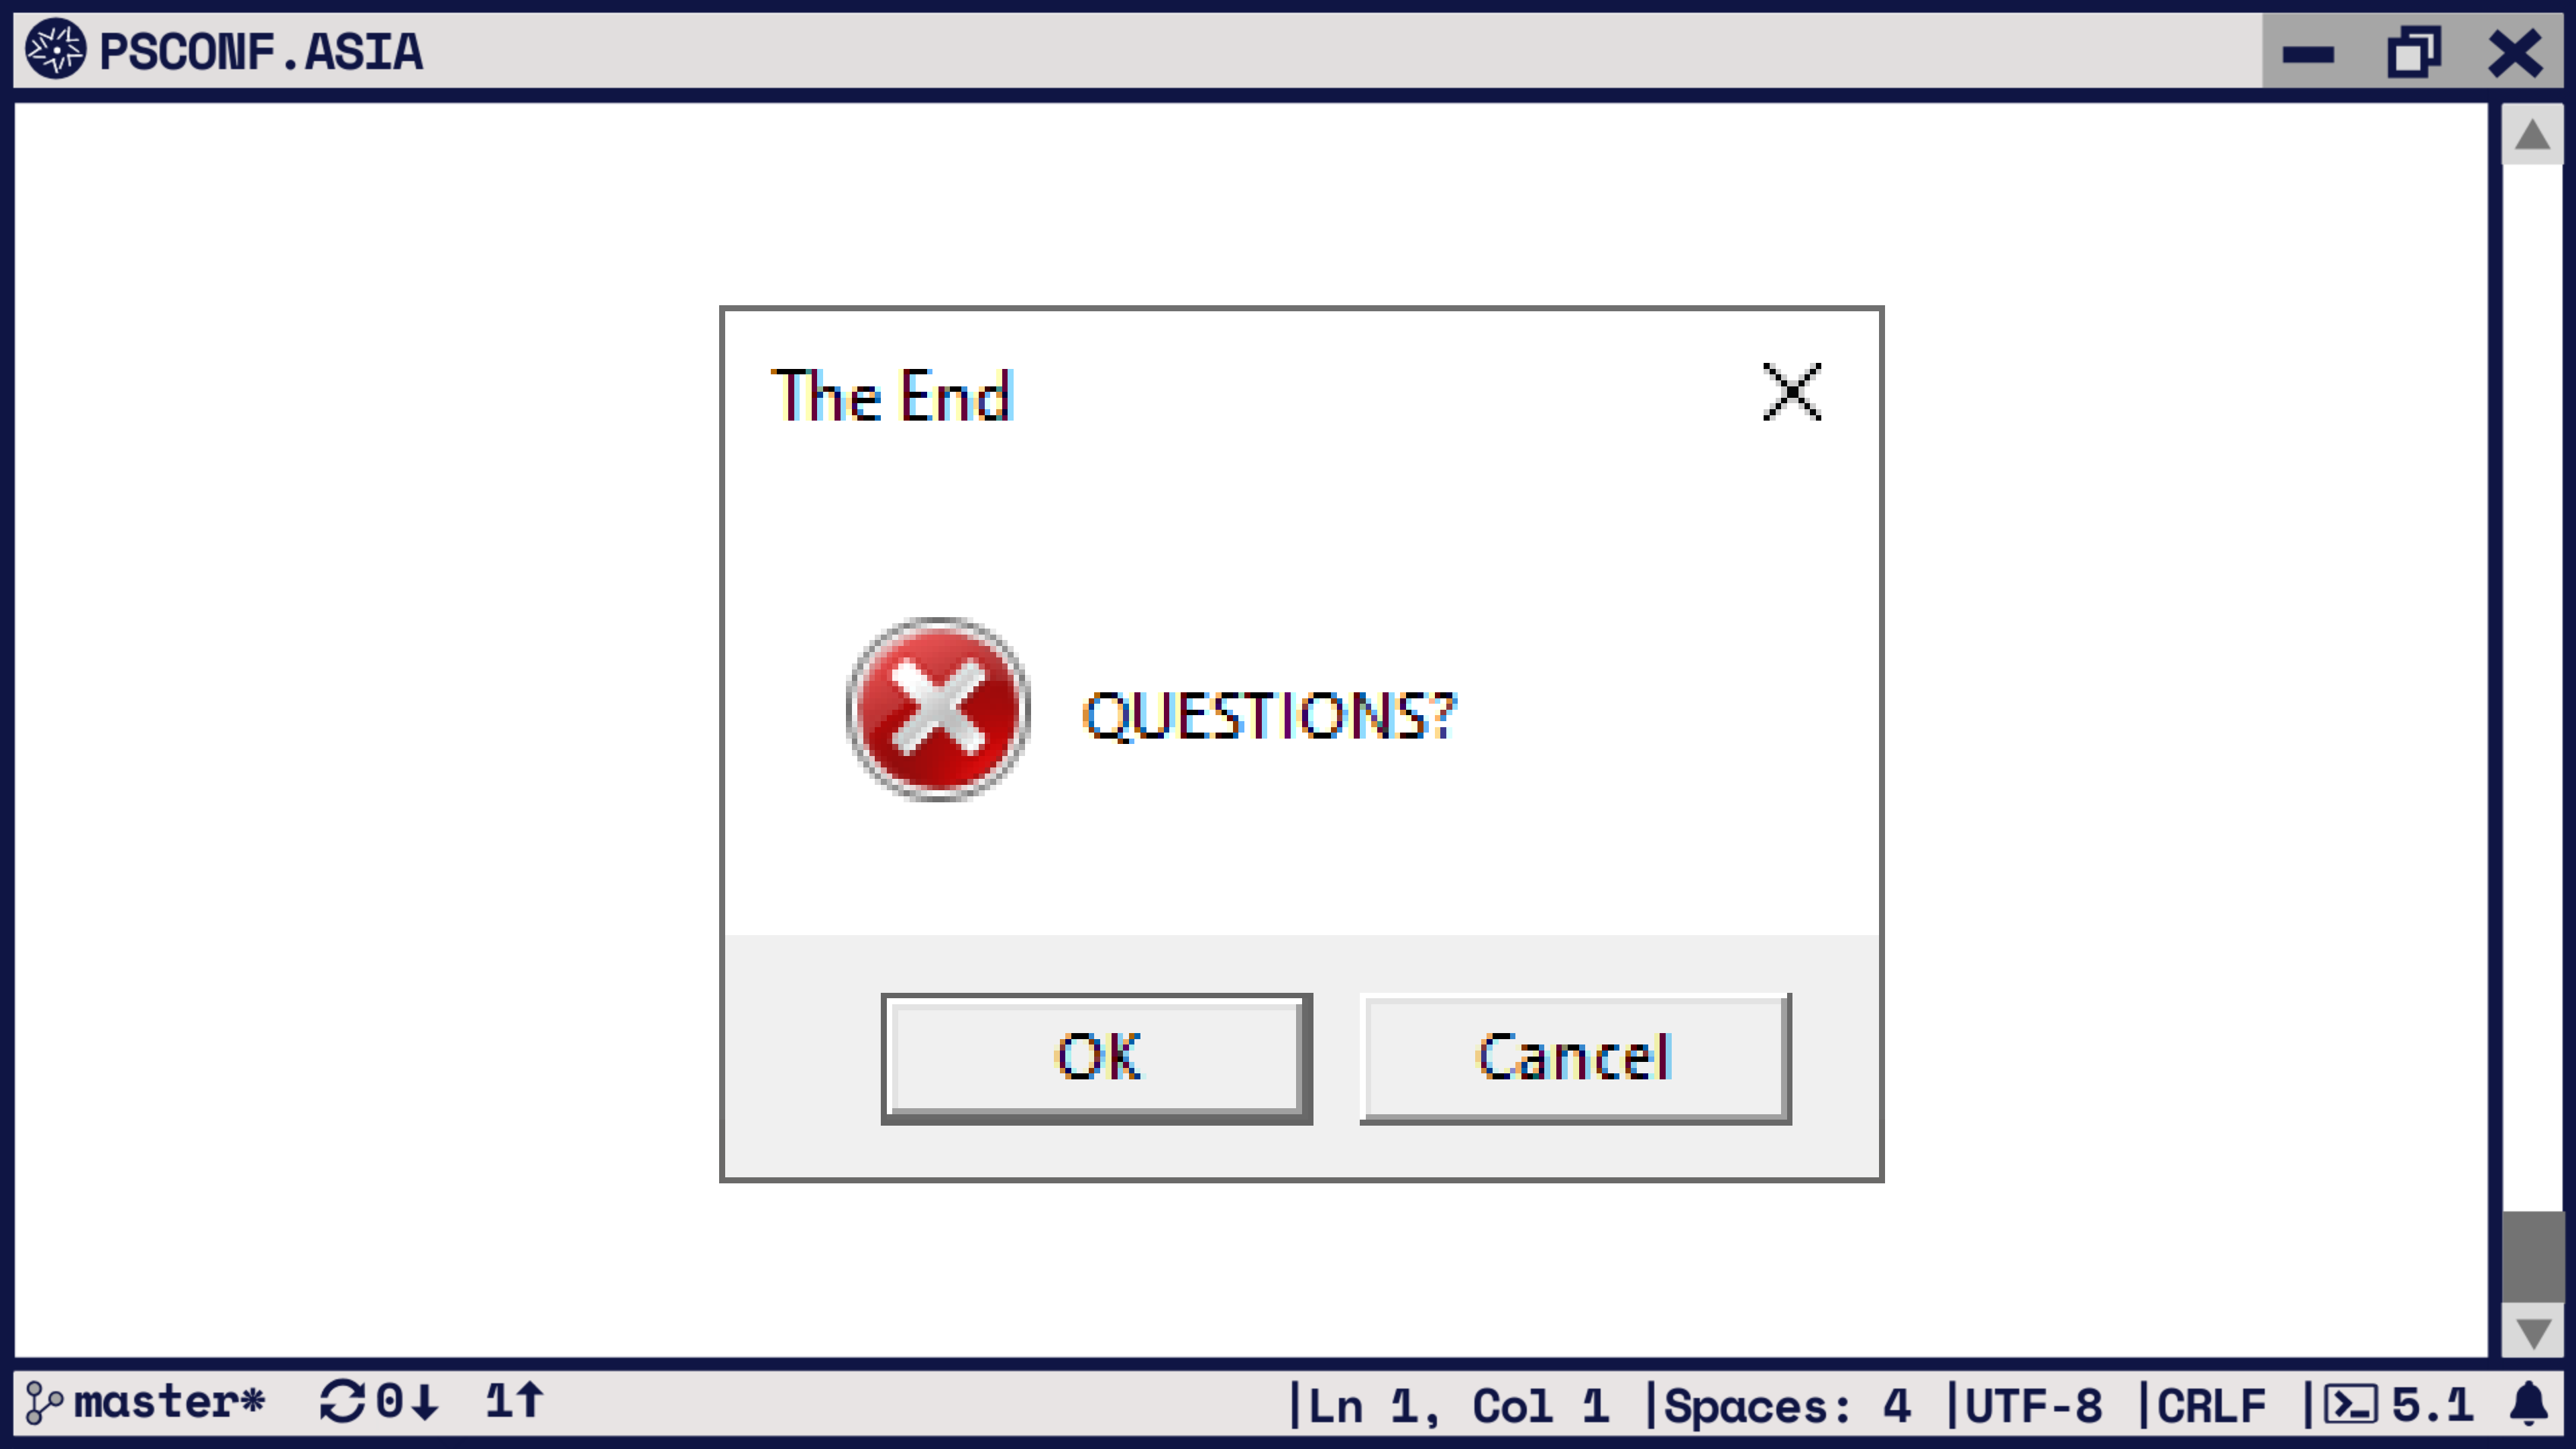 PSCONF.ASIA
The End
QUESTIONS?
OK Cancel
master* 0↓ 1↑ |Ln 1, Col 1 |Spaces: 4 |UTF-8 |CRLF | 5.1